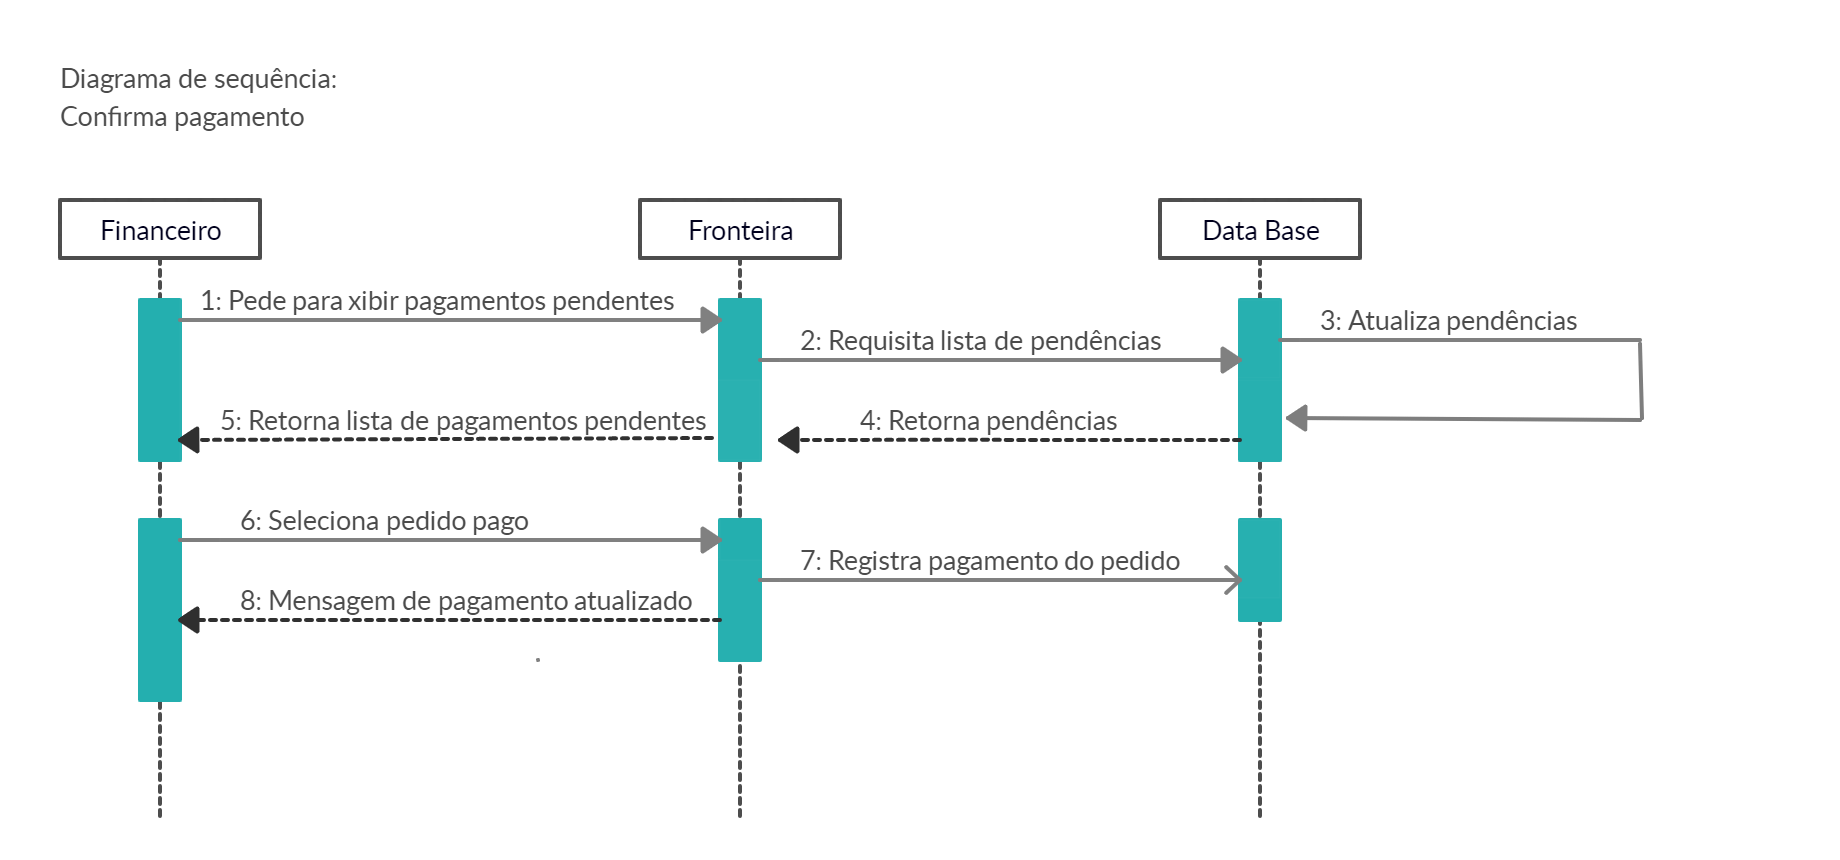 Diagrama de sequência:
Confirma pagamento
Financeiro
Fronteira
Data Base
1: Pede para xibir pagamentos pendentes
2: Requisita lista de pendências
3: Atualiza pendências
4: Retorna pendências
5: Retorna lista de pagamentos pendentes
6: Seleciona pedido pago
7: Registra pagamento do pedido
8: Mensagem de pagamento atualizado